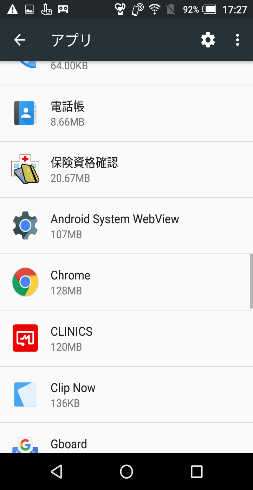 92% 17:27
アプリ
64.00KB
電話帳
8.66MB
保険資格確認
20.67MB
Android System WebView
107MB
Chrome
128MB
CLINICS
120MB
Clip Now
136KB
Gboard